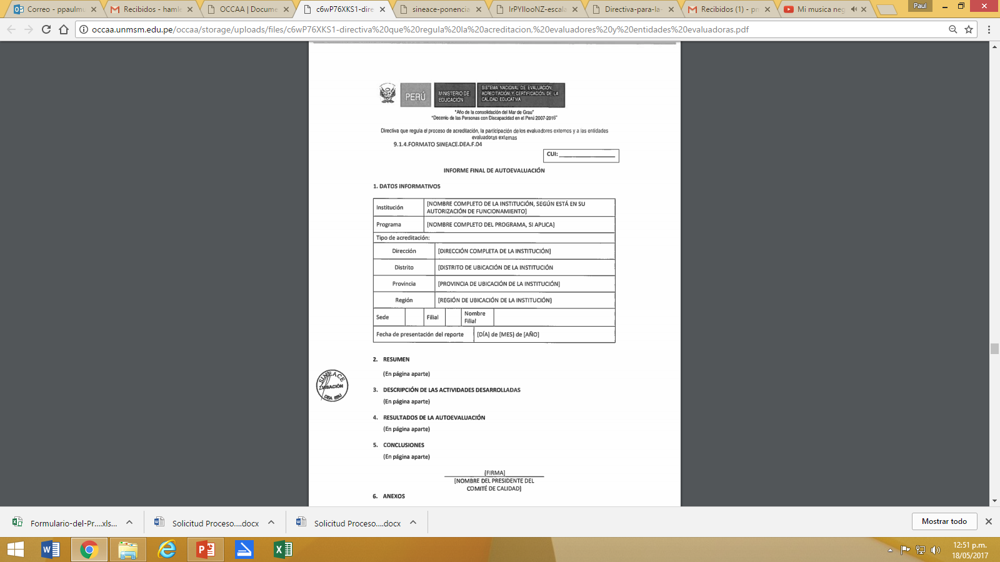 Correo - ppaulmu
Recibidos - hamle
OCCAA | Docume
c6wP76XKS1-dire
sineace-ponencia
IrPYIlooNZ-escala
Directiva-para-la-
Recibidos (1) - pr
Mi musica neg
Paul
occaa.unmsm.edu.pe/occaa/storage/uploads/files/c6wP76XKS1-directiva%20que%20regula%20la%20acreditacion,%20evaluadores%20y%20entidades%20evaluadoras.pdf
PERÚ
MINISTERIO DE
EDUCACIÓN
SISTEMA NACIONAL DE EVALUACIÓN,
ACREDITACIÓN Y CERTIFICACIÓN DE LA
CALIDAD EDUCATIVA
"Año de la consolidación del Mar de Grau"
"Decenio de las Personas con Discapacidad en el Perú 2007-2016"
Directiva que regula el proceso de acreditación, la participación de los evaluadores externos y a las entidades
evaluadoras externas
9.1.4.FORMATO SINEACE.DEA.F.04
CUI:
INFORME FINAL DE AUTOEVALUACIÓN
1. DATOS INFORMATIVOS
Institución
[NOMBRE COMPLETO DE LA INSTITUCIÓN, SEGÚN ESTÁ EN SU
AUTORIZACIÓN DE FUNCIONAMIENTO]
Programa
[NOMBRE COMPLETO DEL PROGRAMA, SI APLICA]
Tipo de acreditación:
Dirección
[DIRECCIÓN COMPLETA DE LA INSTITUCIÓN]
Distrito
[DISTRITO DE UBICACIÓN DE LA INSTITUCIÓN
Provincia
[PROVINCIA DE UBICACIÓN DE LA INSTITUCIÓN]
Región
[REGIÓN DE UBICACIÓN DE LA INSTITUCIÓN]
Sede
Filial
Nombre
Filial
Fecha de presentación del reporte
[DÍA] de [MES] de [AÑO]
2. RESUMEN
(En página aparte)
SINEACE
DEA ESU
3. DESCRIPCIÓN DE LAS ACTIVIDADES DESARROLLADAS
(En página aparte)
4. RESULTADOS DE LA AUTOEVALUACIÓN
(En página aparte)
5. CONCLUSIONES
(En página aparte)
[FIRMA]
[NOMBRE DEL PRESIDENTE DEL
COMITÉ DE CALIDAD]
6. ANEXOS
Formulario-del-Pr....xls...
Solicitud Proceso....docx
Solicitud Proceso....docx
Mostrar todo
12:51 p.m.
18/05/2017